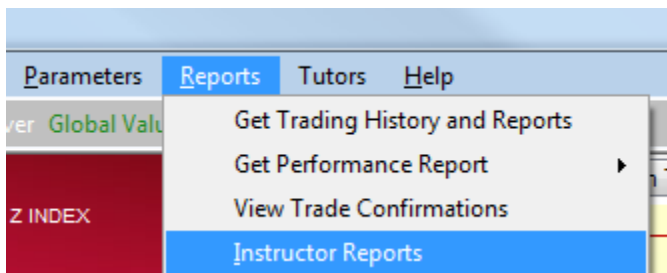 Parameters Reports Tutors Help
ver Global Valu
Get Trading History and Reports
Get Performance Report
Z INDEX
View Trade Confirmations
Instructor Reports